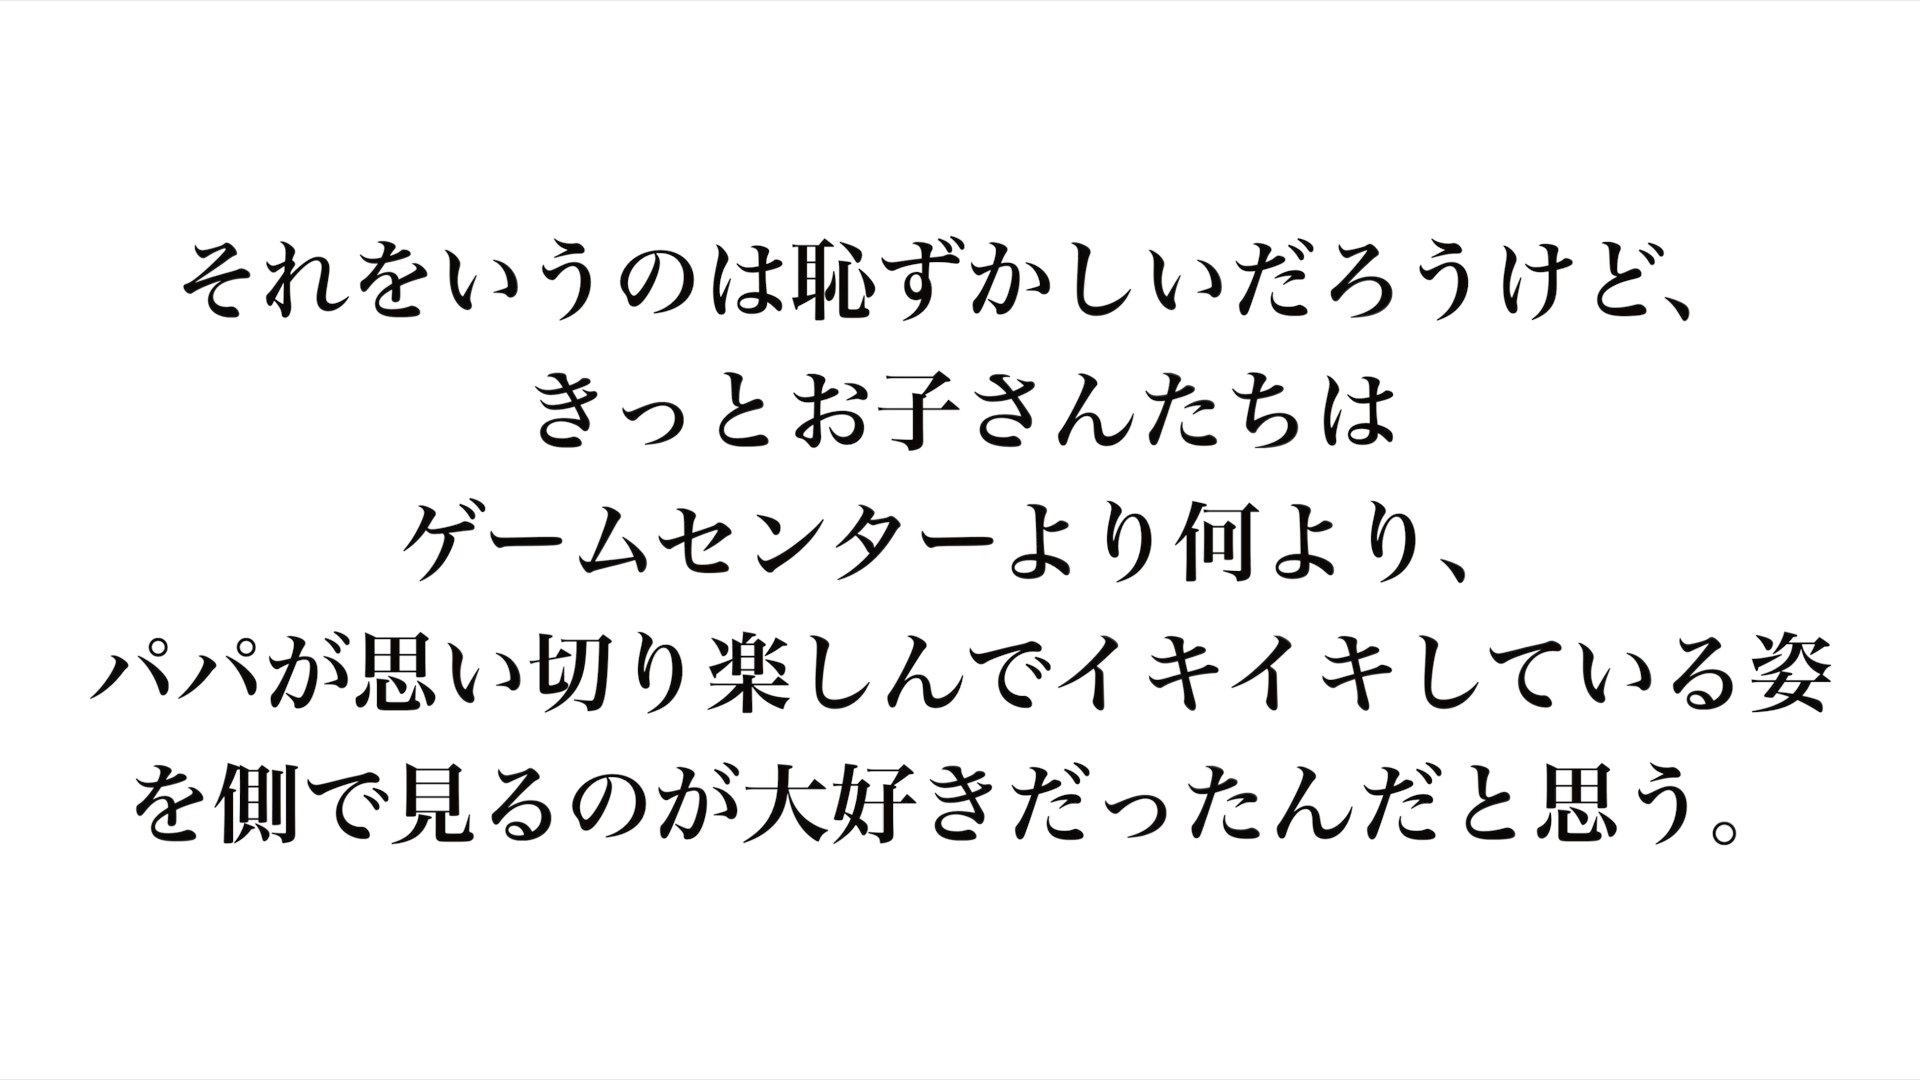 それをいうのは恥ずかしいだろうけど、
きっとお子さんたちは
ゲームセンターより何より、
パパが思い切り楽しんでイキイキしている姿
を側で見るのが大好きだったんだと思う。